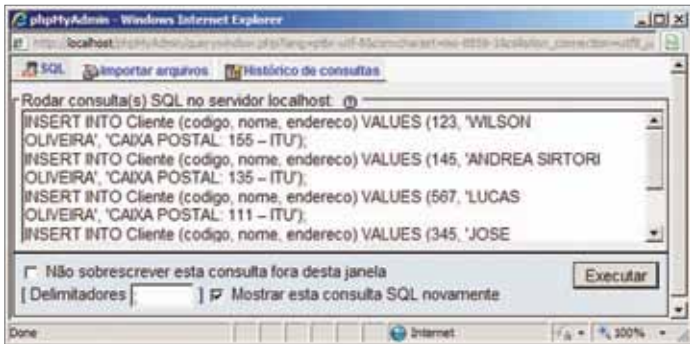 phpMyAdmin - Windows Internet Explorer
SQL Importar arquivos Histórico de consultas
Rodar consulta(s) SQL no servidor localhost:
INSERT INTO Cliente (codigo, nome, endereco) VALUES (123, 'WILSON
OLIVEIRA', 'CAIXA POSTAL: 155 – ITU');
INSERT INTO Cliente (codigo, nome, endereco) VALUES (145, 'ANDREA SIRTORI
OLIVEIRA', 'CAIXA POSTAL: 135 – ITU');
INSERT INTO Cliente (codigo, nome, endereco) VALUES (567, 'LUCAS
OLIVEIRA', 'CAIXA POSTAL: 111 – ITU');
INSERT INTO Cliente (codigo, nome, endereco) VALUES (345, 'JOSE
Não sobrescrever esta consulta fora desta janela
Executar
[ Delimitadores ; ] Mostrar esta consulta SQL novamente
Done Internet 100%